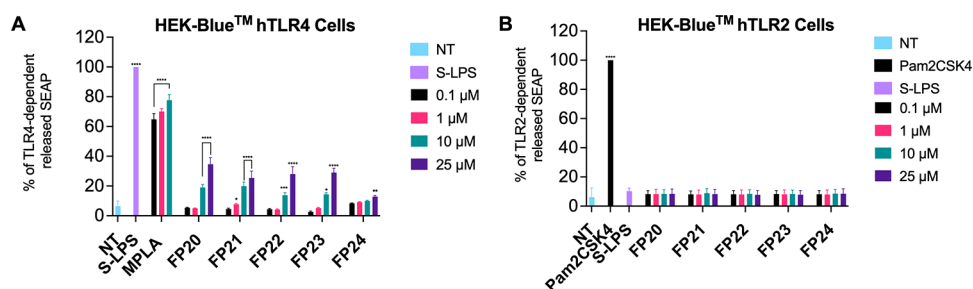 A
HEK-Blue™ hTLR4 Cells
% of TLR4-dependent
released SEAP
120
100
80
60
40
20
0
****
****
****
*
****
***
****
*
****
**
NT
S-LPS
MPLA
FP20
FP21
FP22
FP23
FP24
NT
S-LPS
0.1 µM
1 µM
10 µM
25 µM
B
HEK-Blue™ hTLR2 Cells
% of TLR2-dependent
released SEAP
120
100
80
60
40
20
0
****
NT
Pam2CSK4
S-LPS
FP20
FP21
FP22
FP23
FP24
NT
Pam2CSK4
S-LPS
0.1 µM
1 µM
10 µM
25 µM